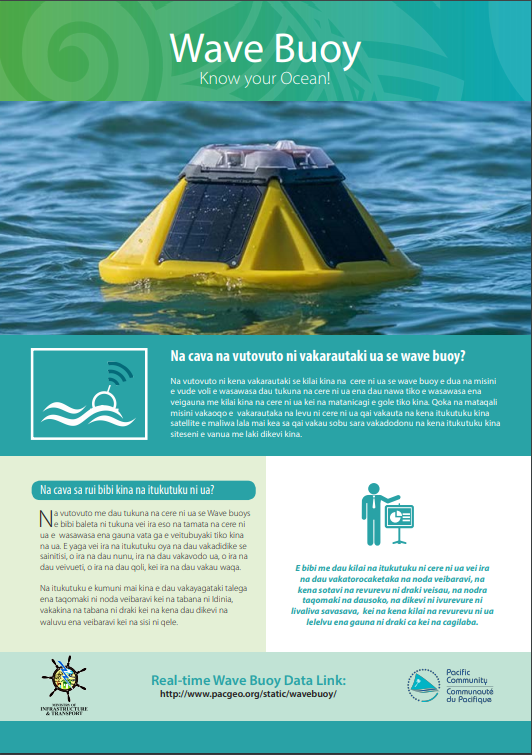 Wave Buoy
Know your Ocean!
Na cava na vutovuto ni vakarautaki ua se wave buoy?
Na vutovuto ni kena vakarautaki se kilai kina na cere ni ua se wave buoy e dua na misini
e vude voli e wasawasa dau tukuna na cere ni ua ena dau nawa tiko e wasawasa ena
veigauna me kilai kina na cere ni ua kei na matanicagi e gole tiko kina. Qoka na mataqali
misini vakaoqo e vakarautaka na levu ni cere ni ua qai vakauta na kena itukutuku kina
satellite e maliwa lala mai kea sa qai vakau sobu sara vakadodonu na kena itukutuku kina
siteseni e vanua me laki dikevi kina.
Na cava sa rui bibi kina na itukutuku ni ua?
Na vutovuto me dau tukuna na cere ni ua se Wave buoys
e bibi baleta ni tukuna vei ira eso na tamata na cere ni
ua e wasawasa ena gauna vata ga e veitubuyaki tiko kina
na ua. E yaga vei ira na itukutuku oya na dau vakadidike se
sainitisi, o ira na dau nunu, ira na dau vakavodo ua, o ira na
dau veivueti, o ira na dau qoli, kei ira na dau vakau waqa.
Na itukutuku e kumuni mai kina e dau vakayagataki talega
ena taqomaki ni noda veibaravi kei na tabana ni Idinia,
vakakina na tabana ni draki kei na kena dau dikevi na
waluvu ena veibaravi kei na sisi ni qele.
E bibi me dau kilai na itukutuku ni cere ni ua vei ira
na dau vakatorocaketaka na noda veibaravi, na
kena sotavi na revurevu ni draki veisau, na nodra
taqomaki na dausoko, na dikevi ni ivurevure ni
livaliva savasava, kei na kena kilai na revurevu ni ua
lelelvu ena gauni ni draki ca kei na cagilaba.
MINISTRY OF
INFRASTRUCTURE
& TRANSPORT
Real-time Wave Buoy Data Link:
http://www.pacgeo.org/static/wavebuoy/
Pacific
Community
Communauté
du Pacifique